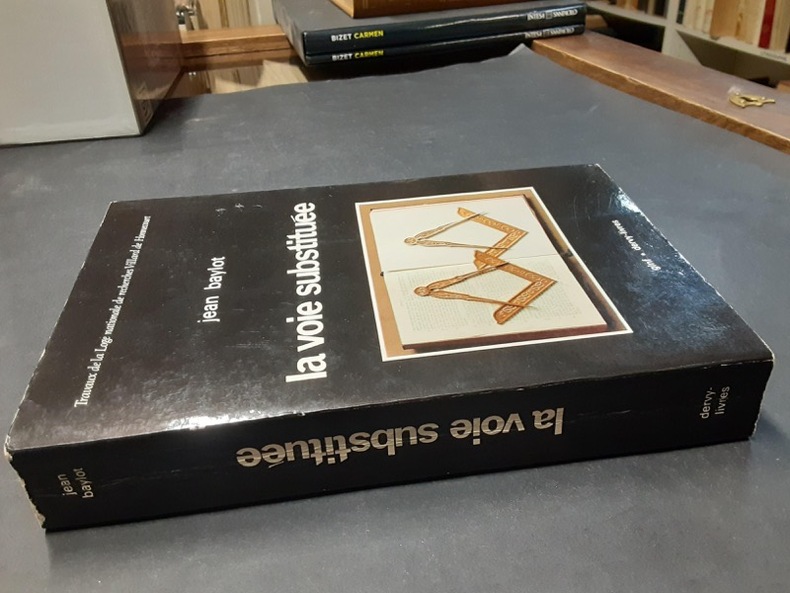 BIZET CARMEN
BIZET CARMEN
Travaux de la Loge nationale de recherches Villard de Honnecourt
jean baylot
la voie substituée
dervy-livres
jean
baylot
la voie substituée
dervy-
livres